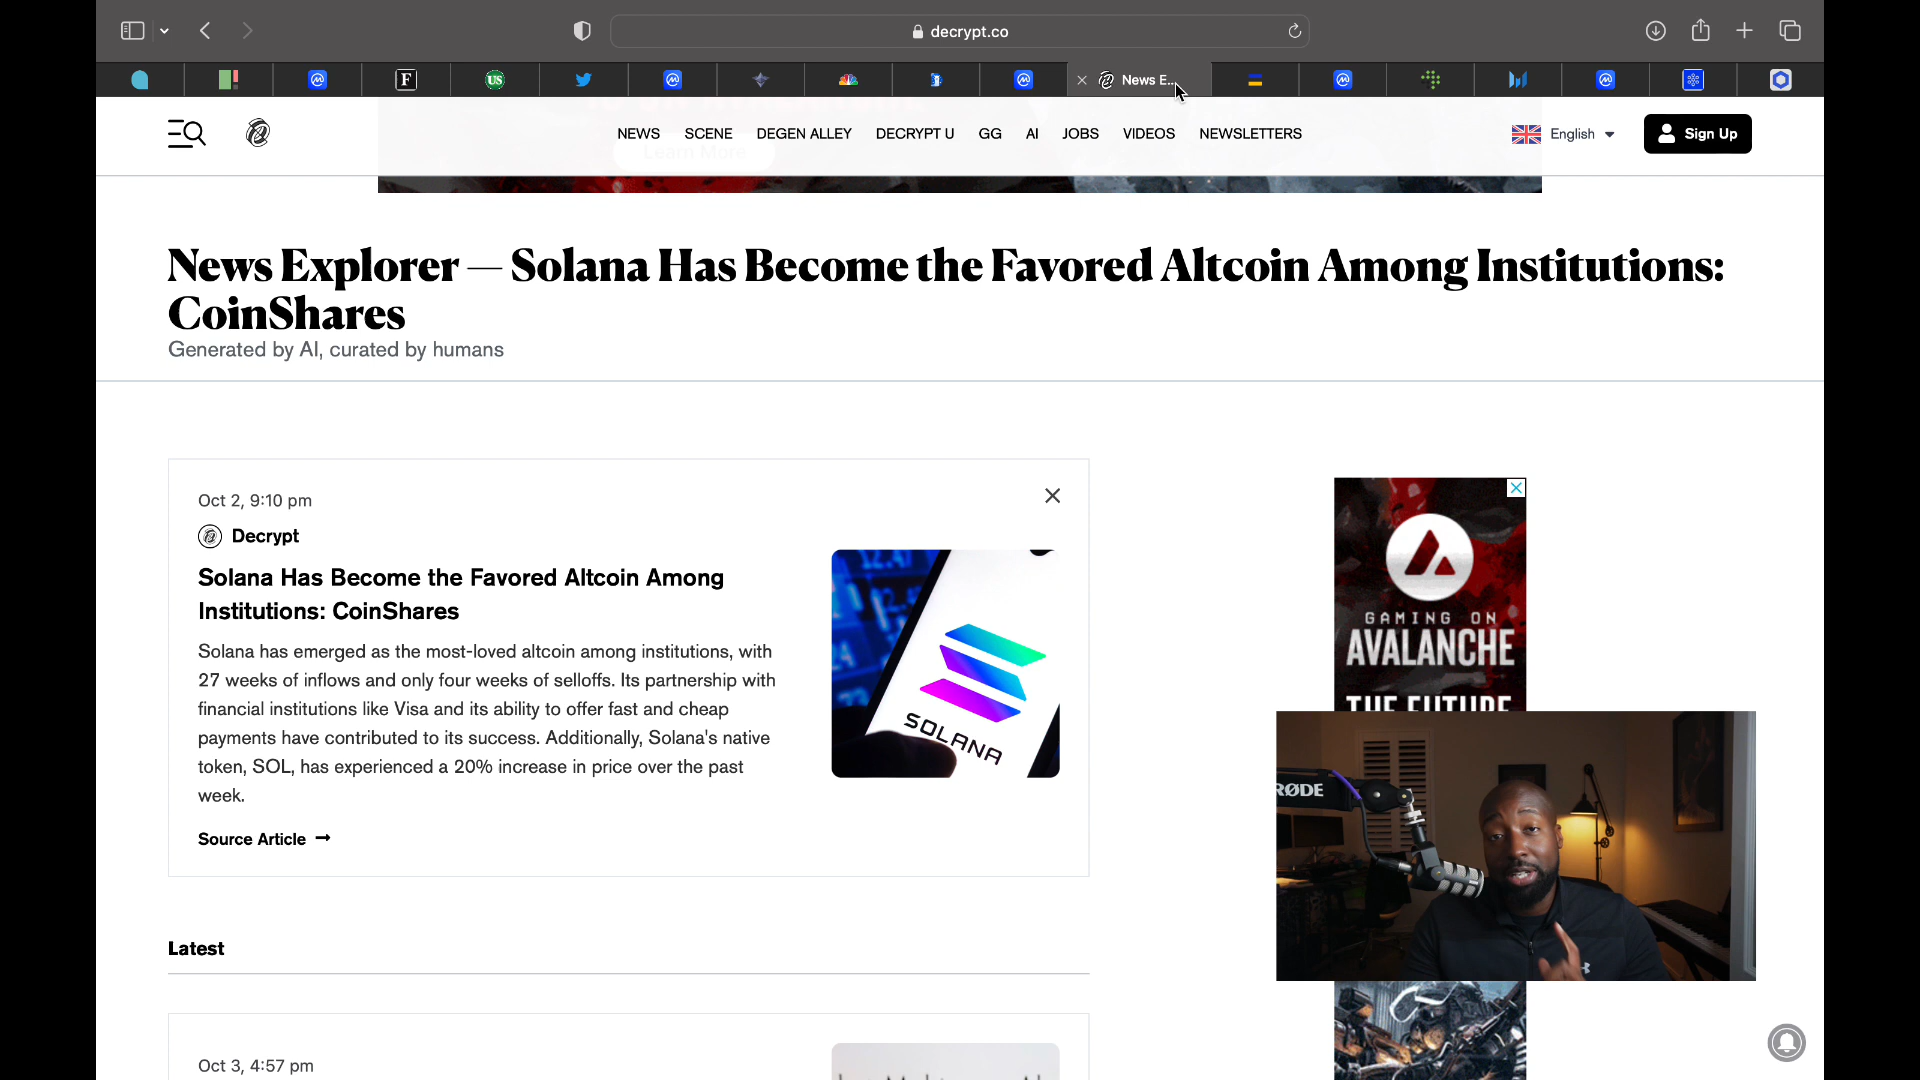 decrypt.co
F
US
News E...
Learn More
NEWS SCENE DEGEN ALLEY DECRYPT U GG AI JOBS VIDEOS NEWSLETTERS
English
Sign Up
News Explorer — Solana Has Become the Favored Altcoin Among Institutions:
CoinShares
Generated by AI, curated by humans
Oct 2, 9:10 pm
Decrypt
Solana Has Become the Favored Altcoin Among
Institutions: CoinShares
Solana has emerged as the most-loved altcoin among institutions, with
27 weeks of inflows and only four weeks of selloffs. Its partnership with
financial institutions like Visa and its ability to offer fast and cheap
payments have contributed to its success. Additionally, Solana's native
token, SOL, has experienced a 20% increase in price over the past
week.
Source Article →
SOLANA
GAMING ON
AVALANCHE
THE FUTURE
RØDE
Latest
Oct 3, 4:57 pm